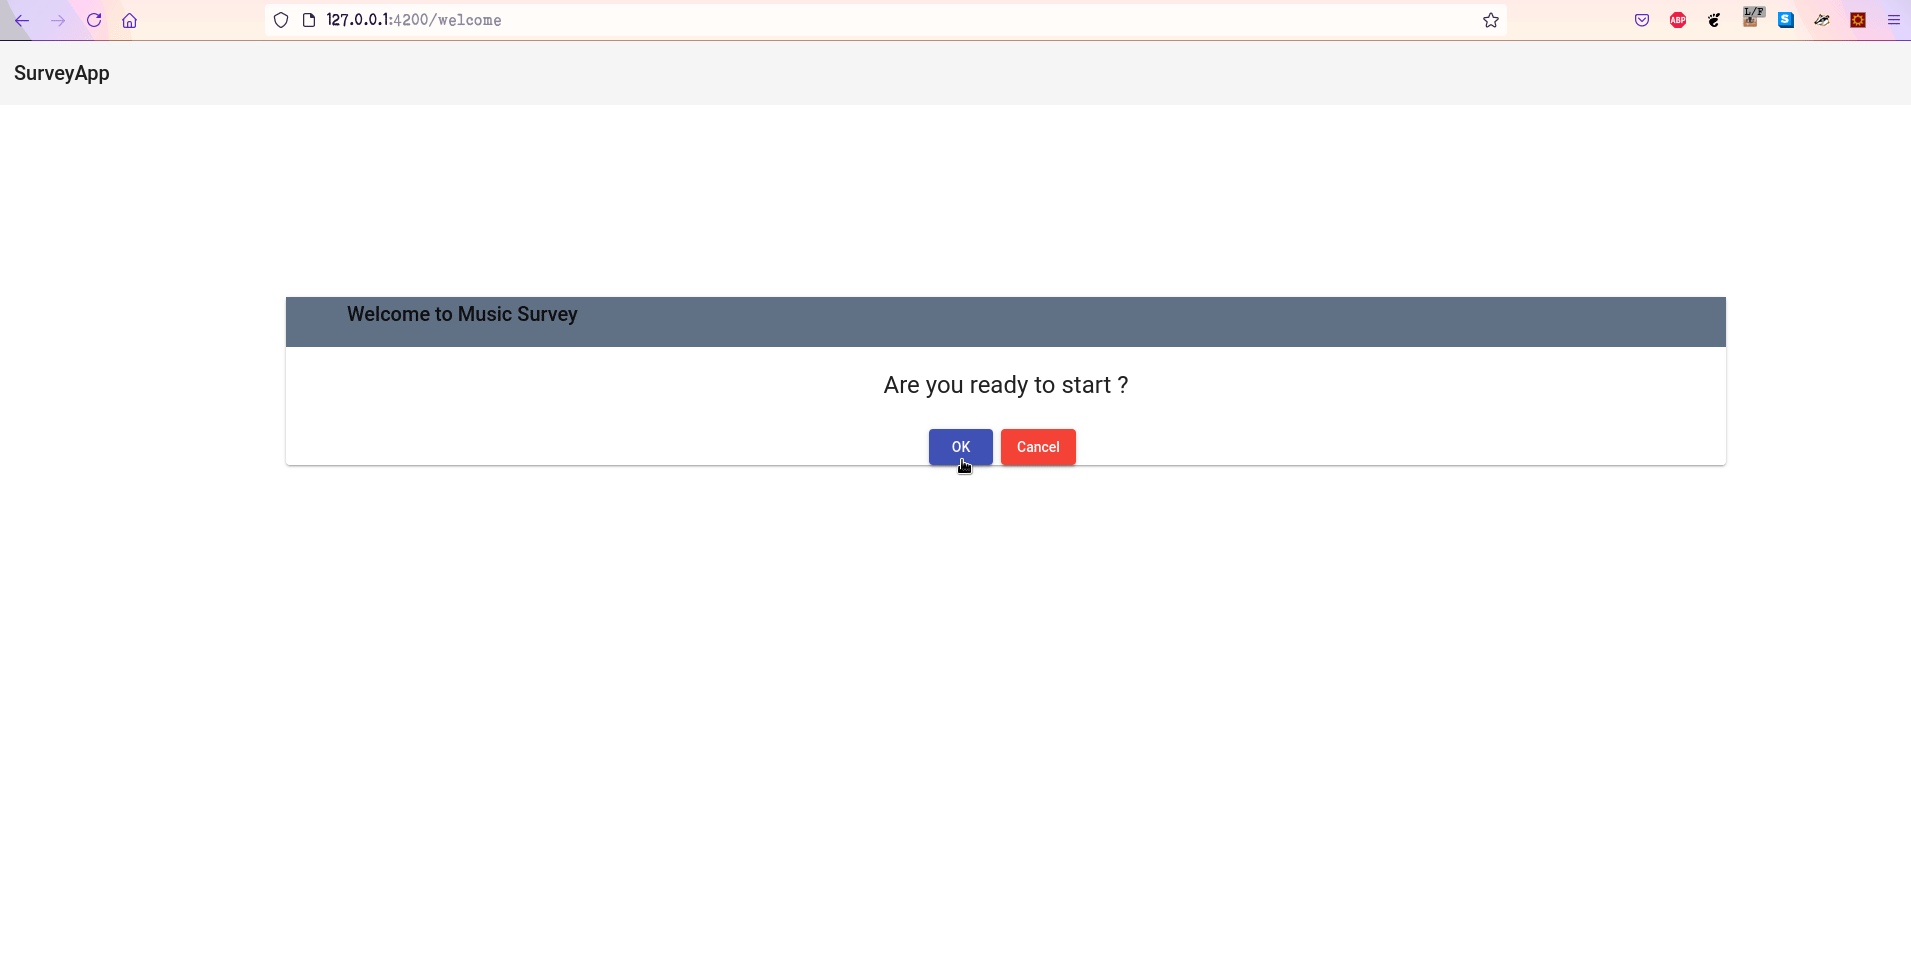 127.0.0.1:4200/welcome
ABP
L/F
S
SurveyApp
Welcome to Music Survey
Are you ready to start ?
OK Cancel